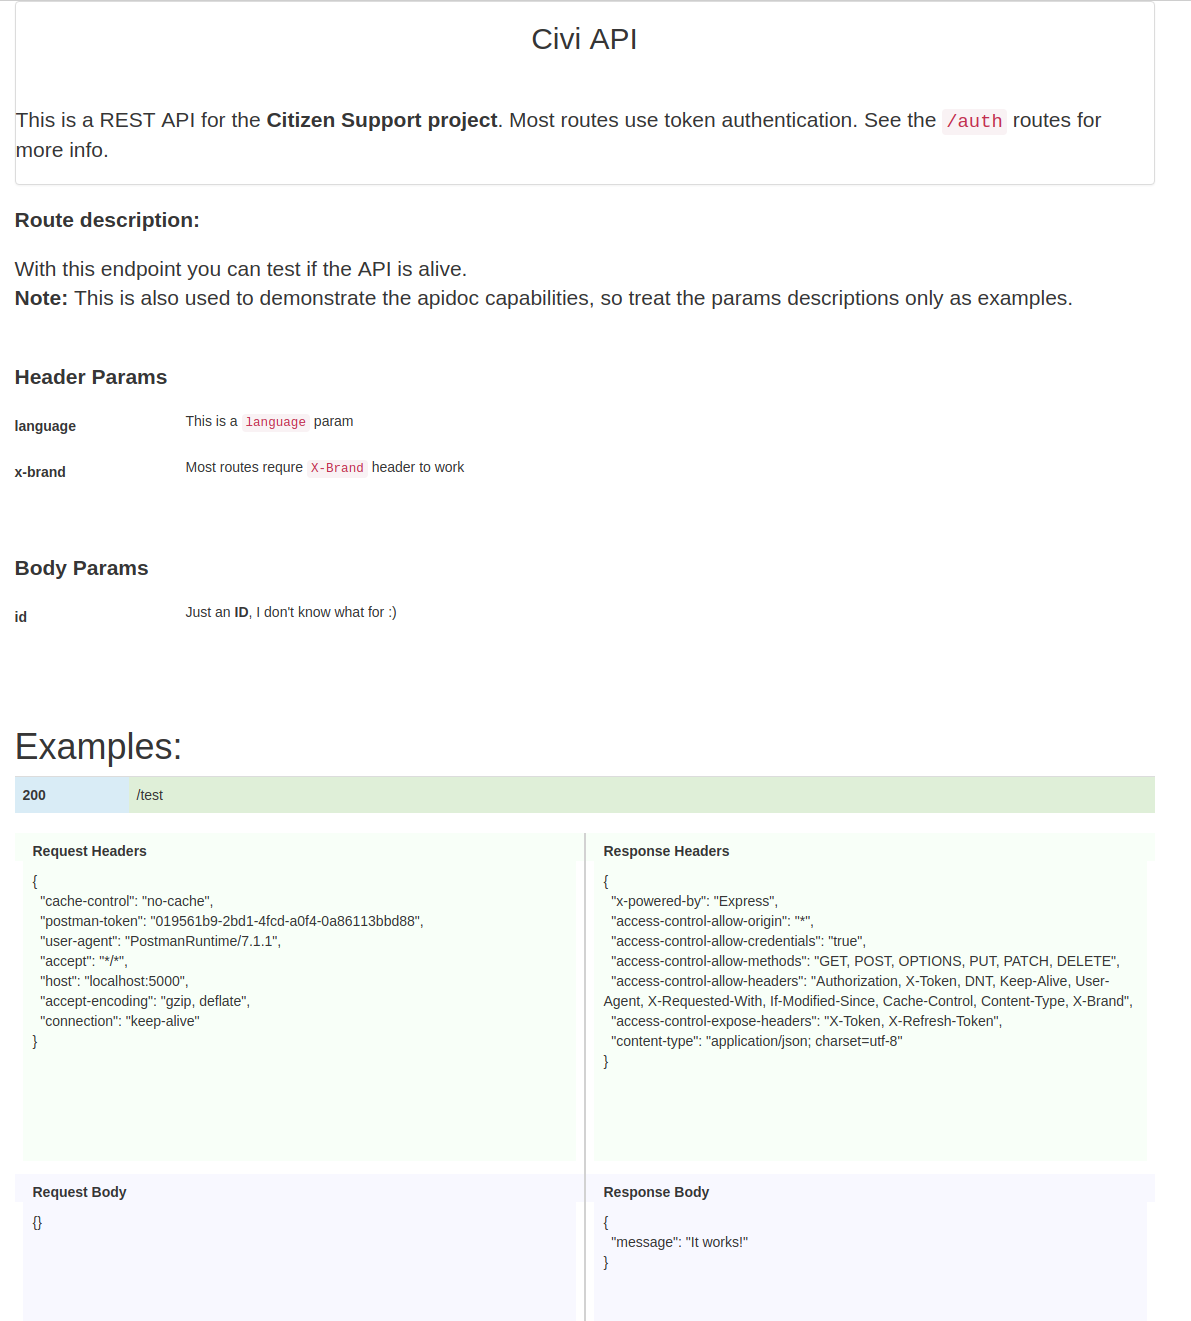 Civi API
This is a REST API for the Citizen Support project. Most routes use token authentication. See the /auth routes for
more info.
Route description:
With this endpoint you can test if the API is alive.
Note: This is also used to demonstrate the apidoc capabilities, so treat the params descriptions only as examples.
Header Params
language This is a language param
x-brand Most routes requre X-Brand header to work
Body Params
id Just an ID, I don't know what for :)
Examples:
200 /test
Request Headers
{
"cache-control": "no-cache",
"postman-token": "019561b9-2bd1-4fcd-a0f4-0a86113bbd88",
"user-agent": "PostmanRuntime/7.1.1",
"accept": "*/*",
"host": "localhost:5000",
"accept-encoding": "gzip, deflate",
"connection": "keep-alive"
}
Response Headers
{
"x-powered-by": "Express",
"access-control-allow-origin": "*",
"access-control-allow-credentials": "true",
"access-control-allow-methods": "GET, POST, OPTIONS, PUT, PATCH, DELETE",
"access-control-allow-headers": "Authorization, X-Token, DNT, Keep-Alive, User-
Agent, X-Requested-With, If-Modified-Since, Cache-Control, Content-Type, X-Brand",
"access-control-expose-headers": "X-Token, X-Refresh-Token",
"content-type": "application/json; charset=utf-8"
}
Request Body
{}
Response Body
{
"message": "It works!"
}